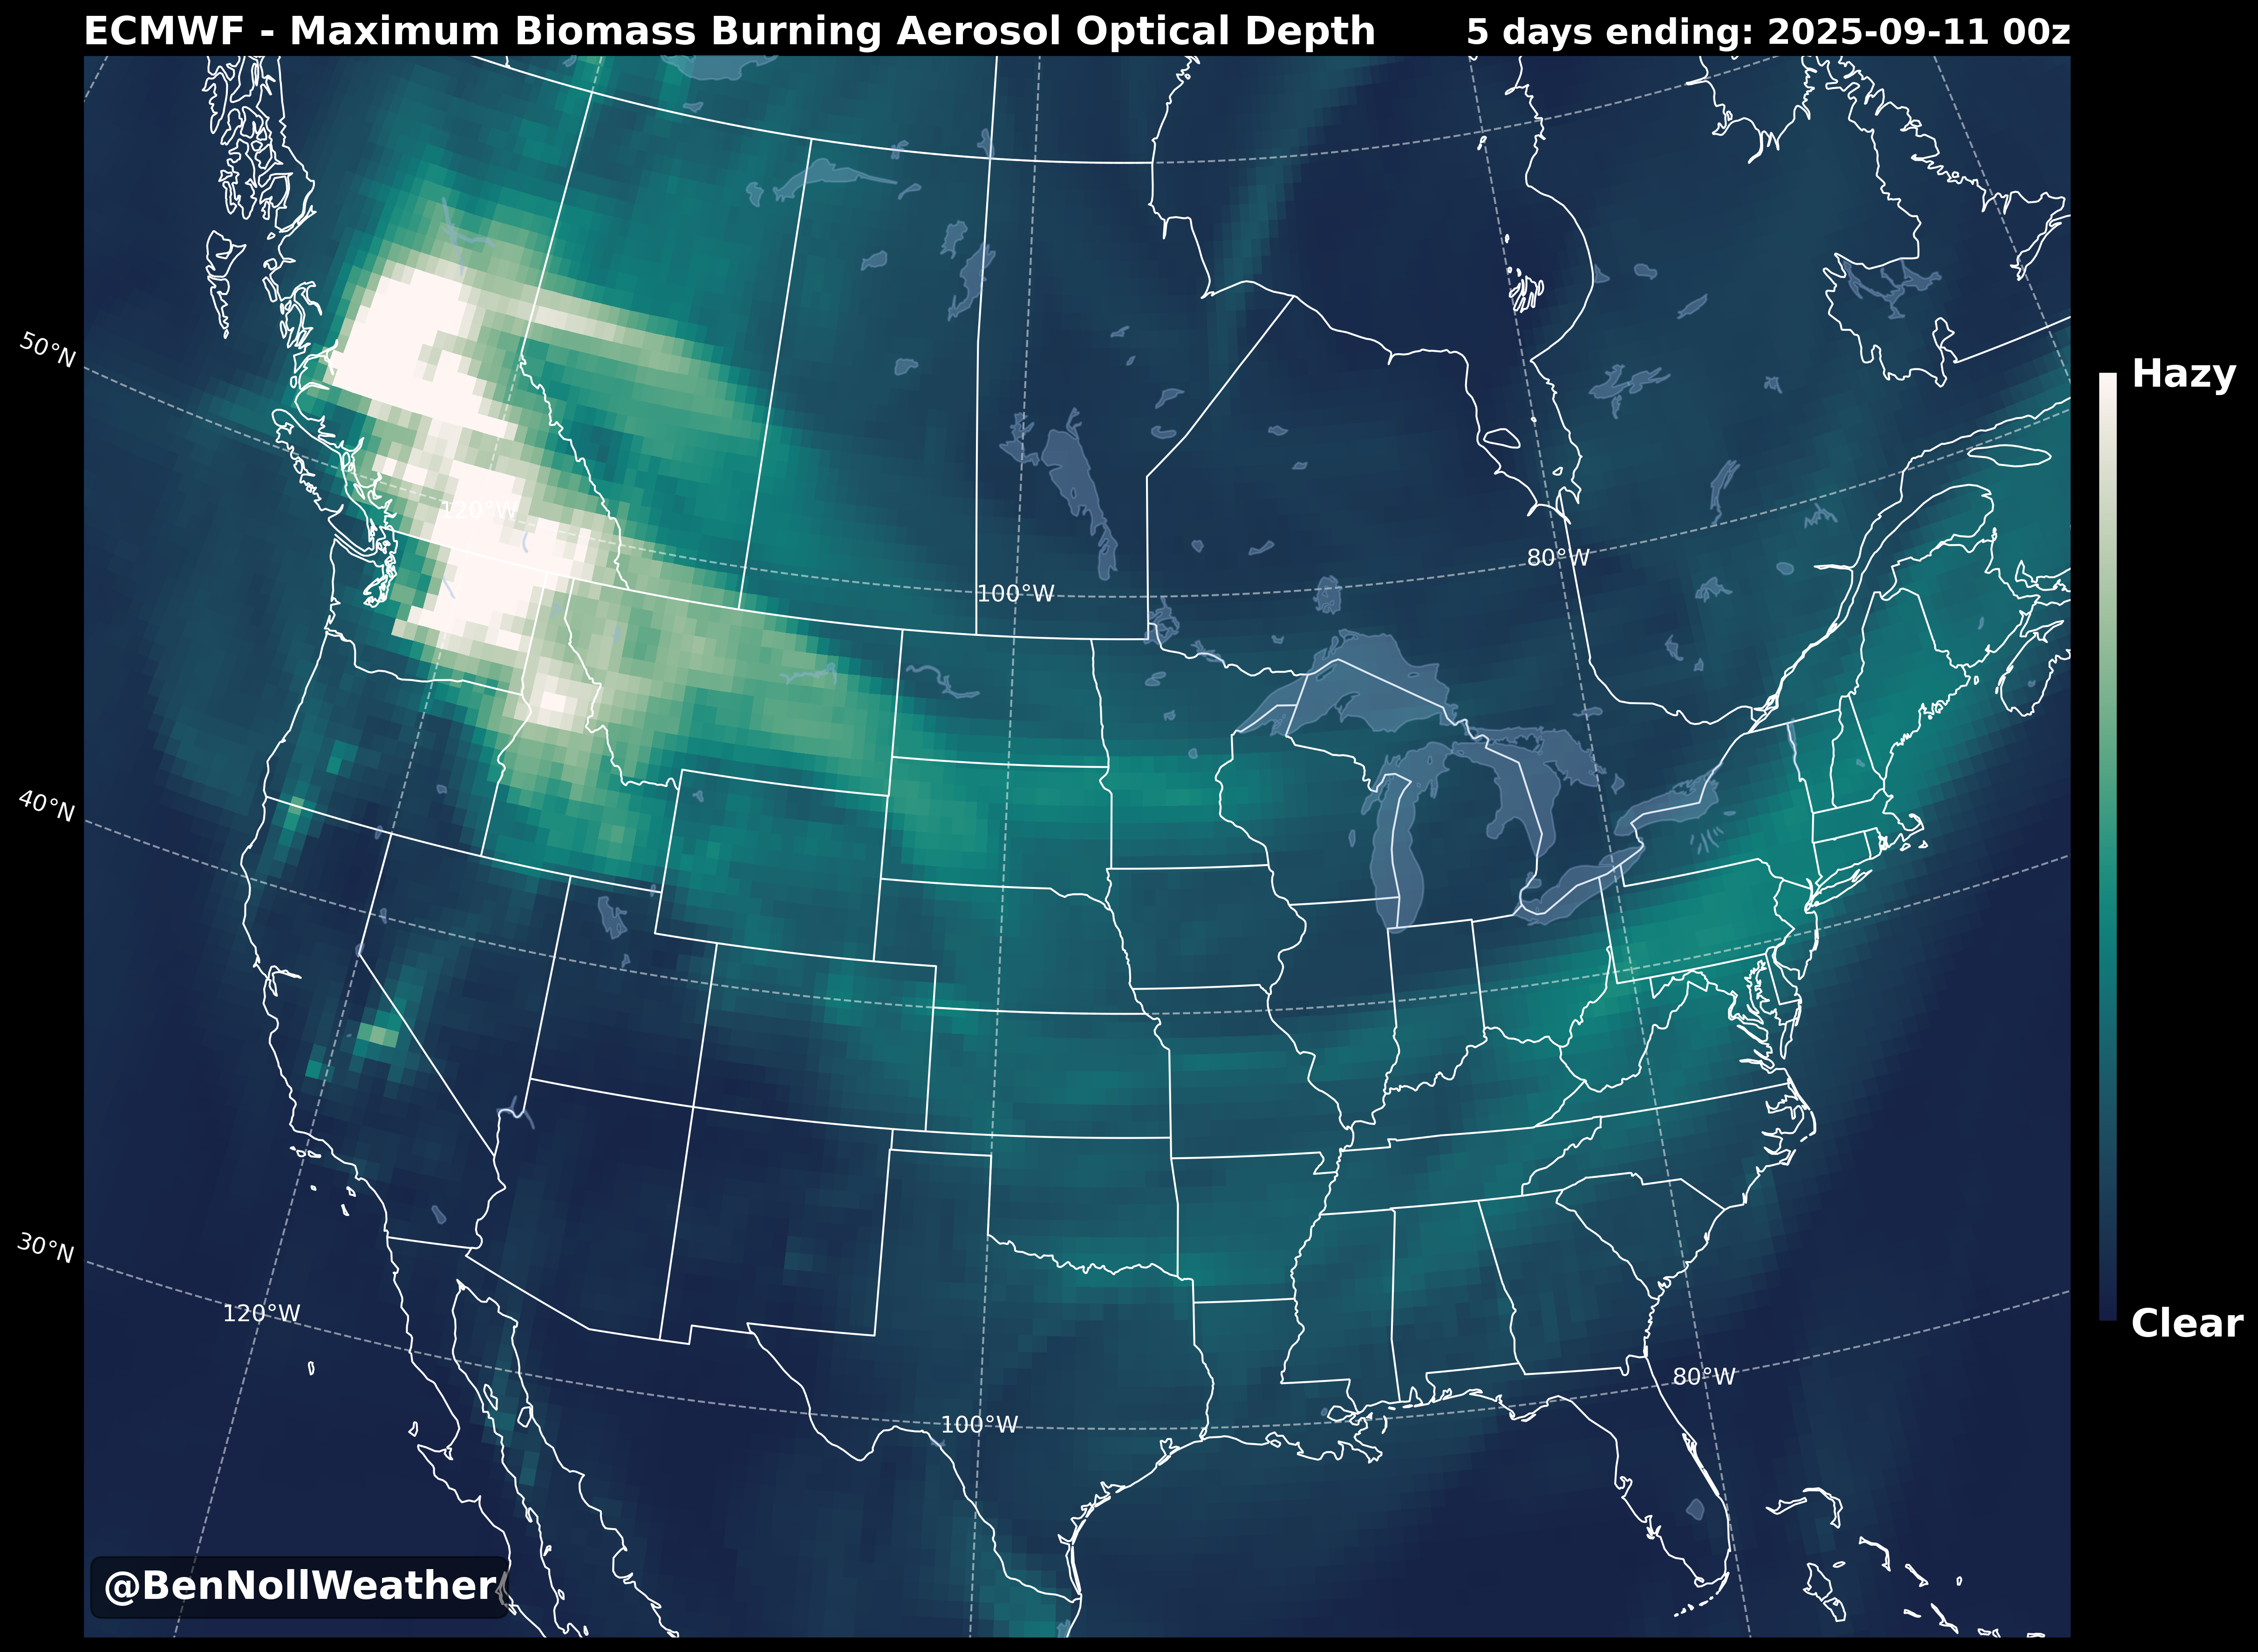 ECMWF - Maximum Biomass Burning Aerosol Optical Depth
5 days ending: 2025-09-11 00z
50°N
Hazy
120°W
80°W
100°W
40°N
30°N
120°W
Clear
80°W
100°W
@BenNollWeather